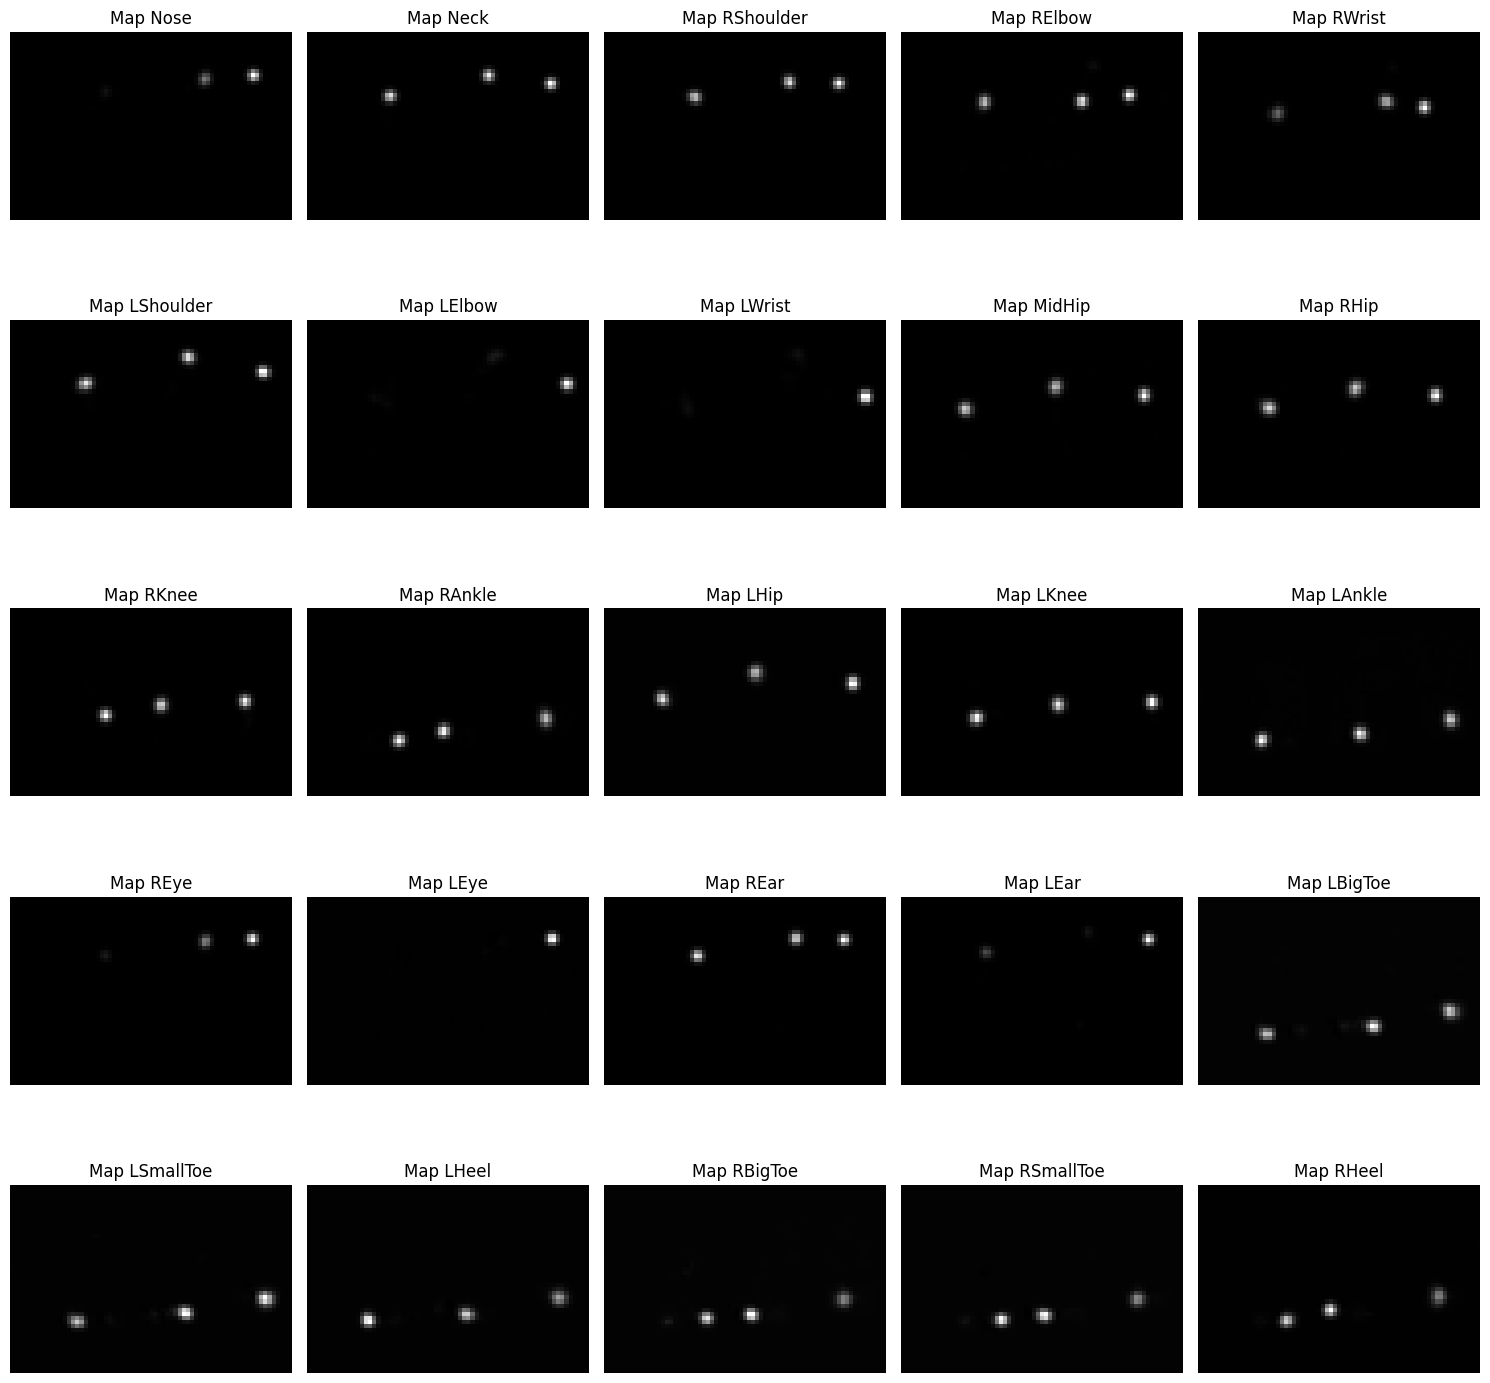 Map Nose
Map Neck
Map RShoulder
Map RElbow
Map RWrist
Map LShoulder
Map LElbow
Map LWrist
Map MidHip
Map RHip
Map RKnee
Map RAnkle
Map LHip
Map LKnee
Map LAnkle
Map REye
Map LEye
Map REar
Map LEar
Map LBigToe
Map LSmallToe
Map LHeel
Map RBigToe
Map RSmallToe
Map RHeel